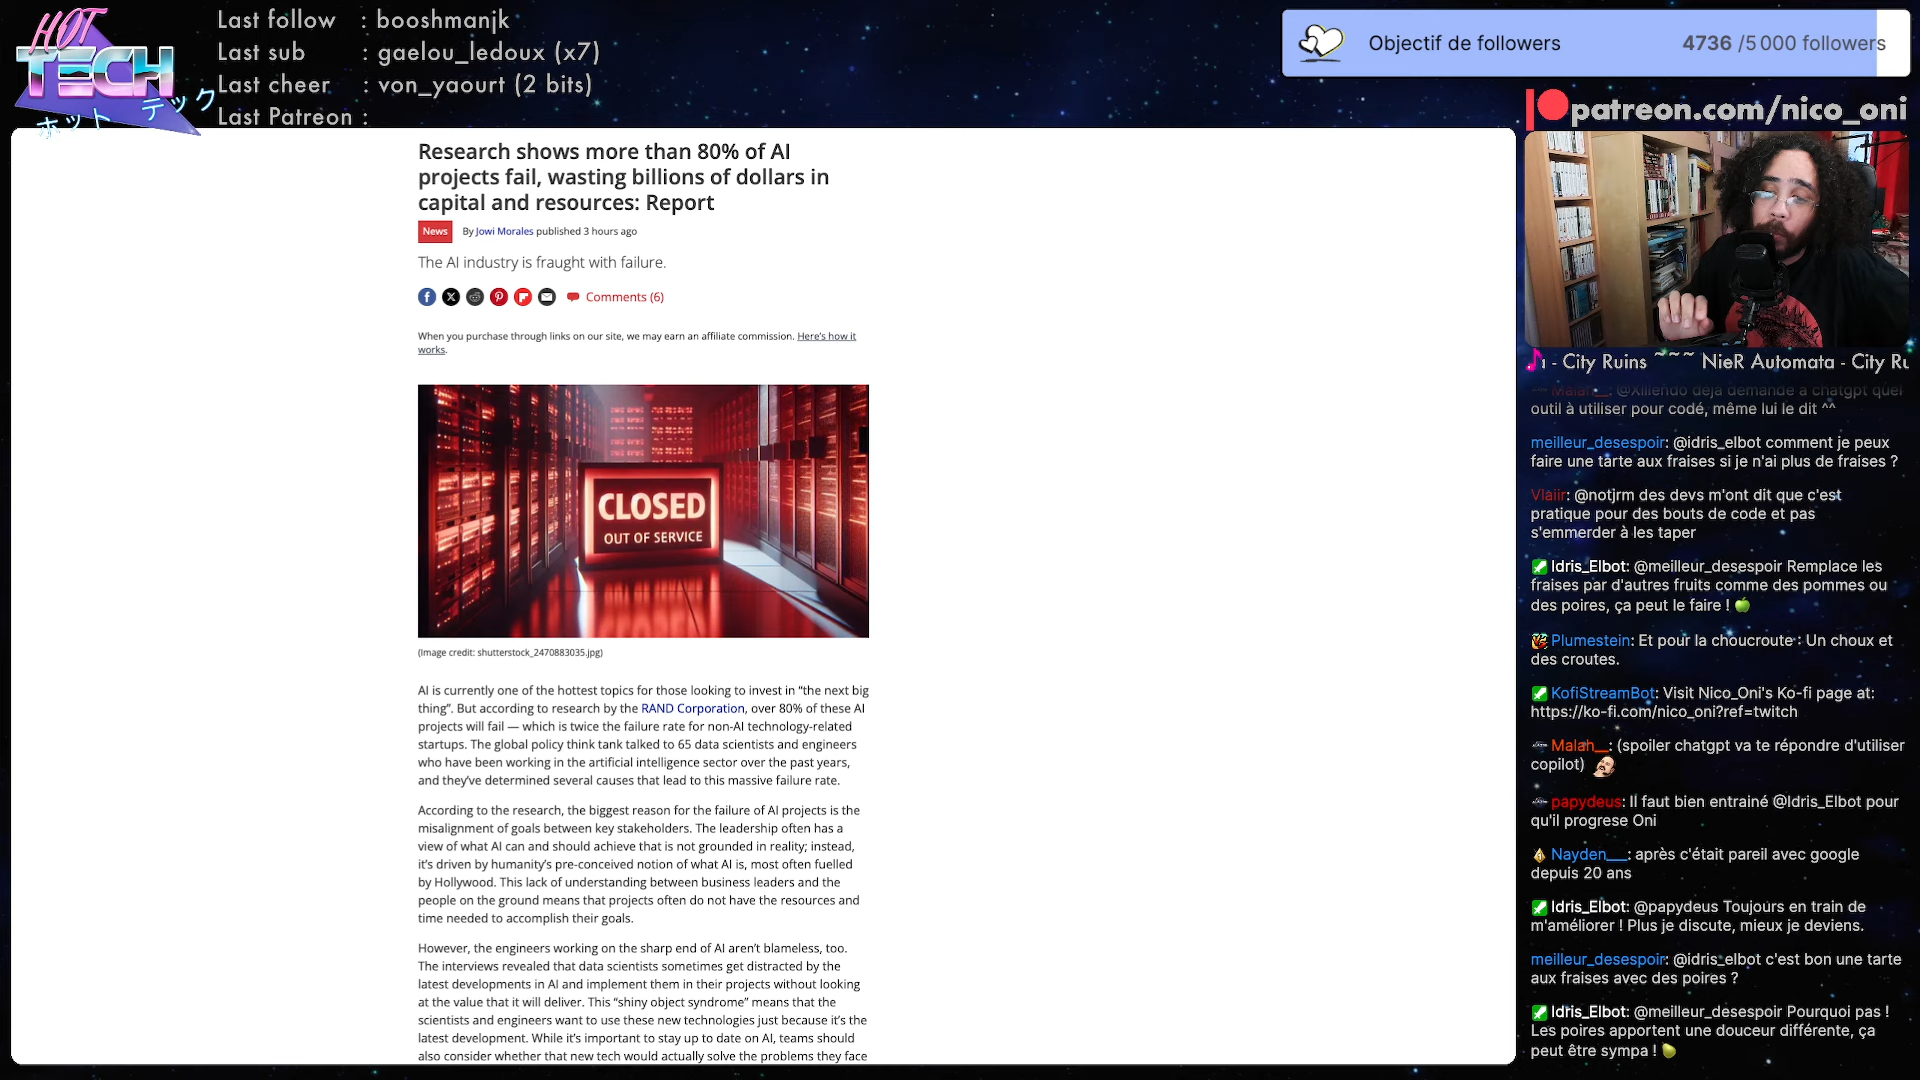 HOT
TECH
ホット テック
Last follow : booshmanjk
Last sub : gaelou_ledoux (x7)
Last cheer : von_yaourt (2 bits)
Last Patreon :
Objectif de followers
4736 /5 000 followers
patreon.com/nico_oni
Research shows more than 80% of AI
projects fail, wasting billions of dollars in
capital and resources: Report
News By Jowi Morales published 3 hours ago
The AI industry is fraught with failure.
Comments (6)
When you purchase through links on our site, we may earn an affiliate commission. Here's how it
works.
CLOSED
OUT OF SERVICE
(Image credit: shutterstock_2470883035.jpg)
AI is currently one of the hottest topics for those looking to invest in “the next big
thing”. But according to research by the RAND Corporation, over 80% of these AI
projects will fail — which is twice the failure rate for non-AI technology-related
startups. The global policy think tank talked to 65 data scientists and engineers
who have been working in the artificial intelligence sector over the past years,
and they’ve determined several causes that lead to this massive failure rate.
According to the research, the biggest reason for the failure of AI projects is the
misalignment of goals between key stakeholders. The leadership often has a
view of what AI can and should achieve that is not grounded in reality; instead,
it’s driven by humanity’s pre-conceived notion of what AI is, most often fuelled
by Hollywood. This lack of understanding between business leaders and the
people on the ground means that projects often do not have the resources and
time needed to accomplish their goals.
However, the engineers working on the sharp end of AI aren’t blameless, too.
The interviews revealed that data scientists sometimes get distracted by the
latest developments in AI and implement them in their projects without looking
at the value that it will deliver. This “shiny object syndrome” means that the
scientists and engineers want to use these new technologies just because it’s the
latest development. While it’s important to stay up to date on AI, teams should
also consider whether that new tech would actually solve the problems they face
- City Ruins ~~~ NieR Automata - City Ru
Malah__: @Xillendo déjà demandé à chatgpt quel
outil à utiliser pour codé, même lui le dit ^^
meilleur_desespoir: @idris_elbot comment je peux
faire une tarte aux fraises si je n'ai plus de fraises ?
Vlaiir: @notjrm des devs m'ont dit que c'est
pratique pour des bouts de code et pas
s'emmerder à les taper
Idris_Elbot: @meilleur_desespoir Remplace les
fraises par d'autres fruits comme des pommes ou
des poires, ça peut le faire ! 🍏
Plumestein: Et pour la choucroute : Un choux et
des croutes.
KofiStreamBot: Visit Nico_Oni's Ko-fi page at:
https://ko-fi.com/nico_oni?ref=twitch
Malah__: (spoiler chatgpt va te répondre d'utiliser
copilot)
papydeus: Il faut bien entrainé @Idris_Elbot pour
qu'il progrese Oni
Nayden___: après c'était pareil avec google
depuis 20 ans
Idris_Elbot: @papydeus Toujours en train de
m'améliorer ! Plus je discute, mieux je deviens.
meilleur_desespoir: @idris_elbot c'est bon une tarte
aux fraises avec des poires ?
Idris_Elbot: @meilleur_desespoir Pourquoi pas !
Les poires apportent une douceur différente, ça
peut être sympa ! 🍐